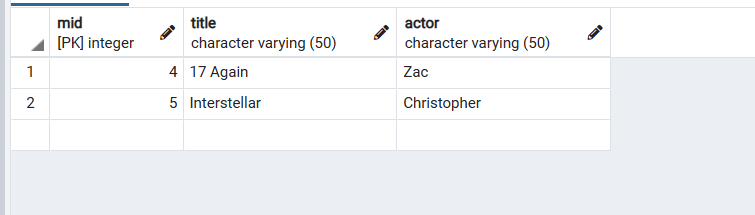 mid title actor
[PK] integer character varying (50) character varying (50)
1 4 17 Again Zac
2 5 Interstellar Christopher